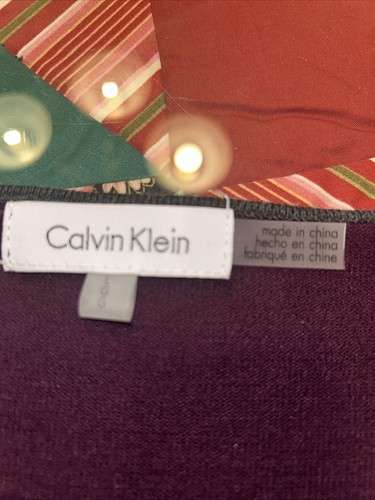 Calvin Klein
made in china
hecho en china
fabriqué en chine